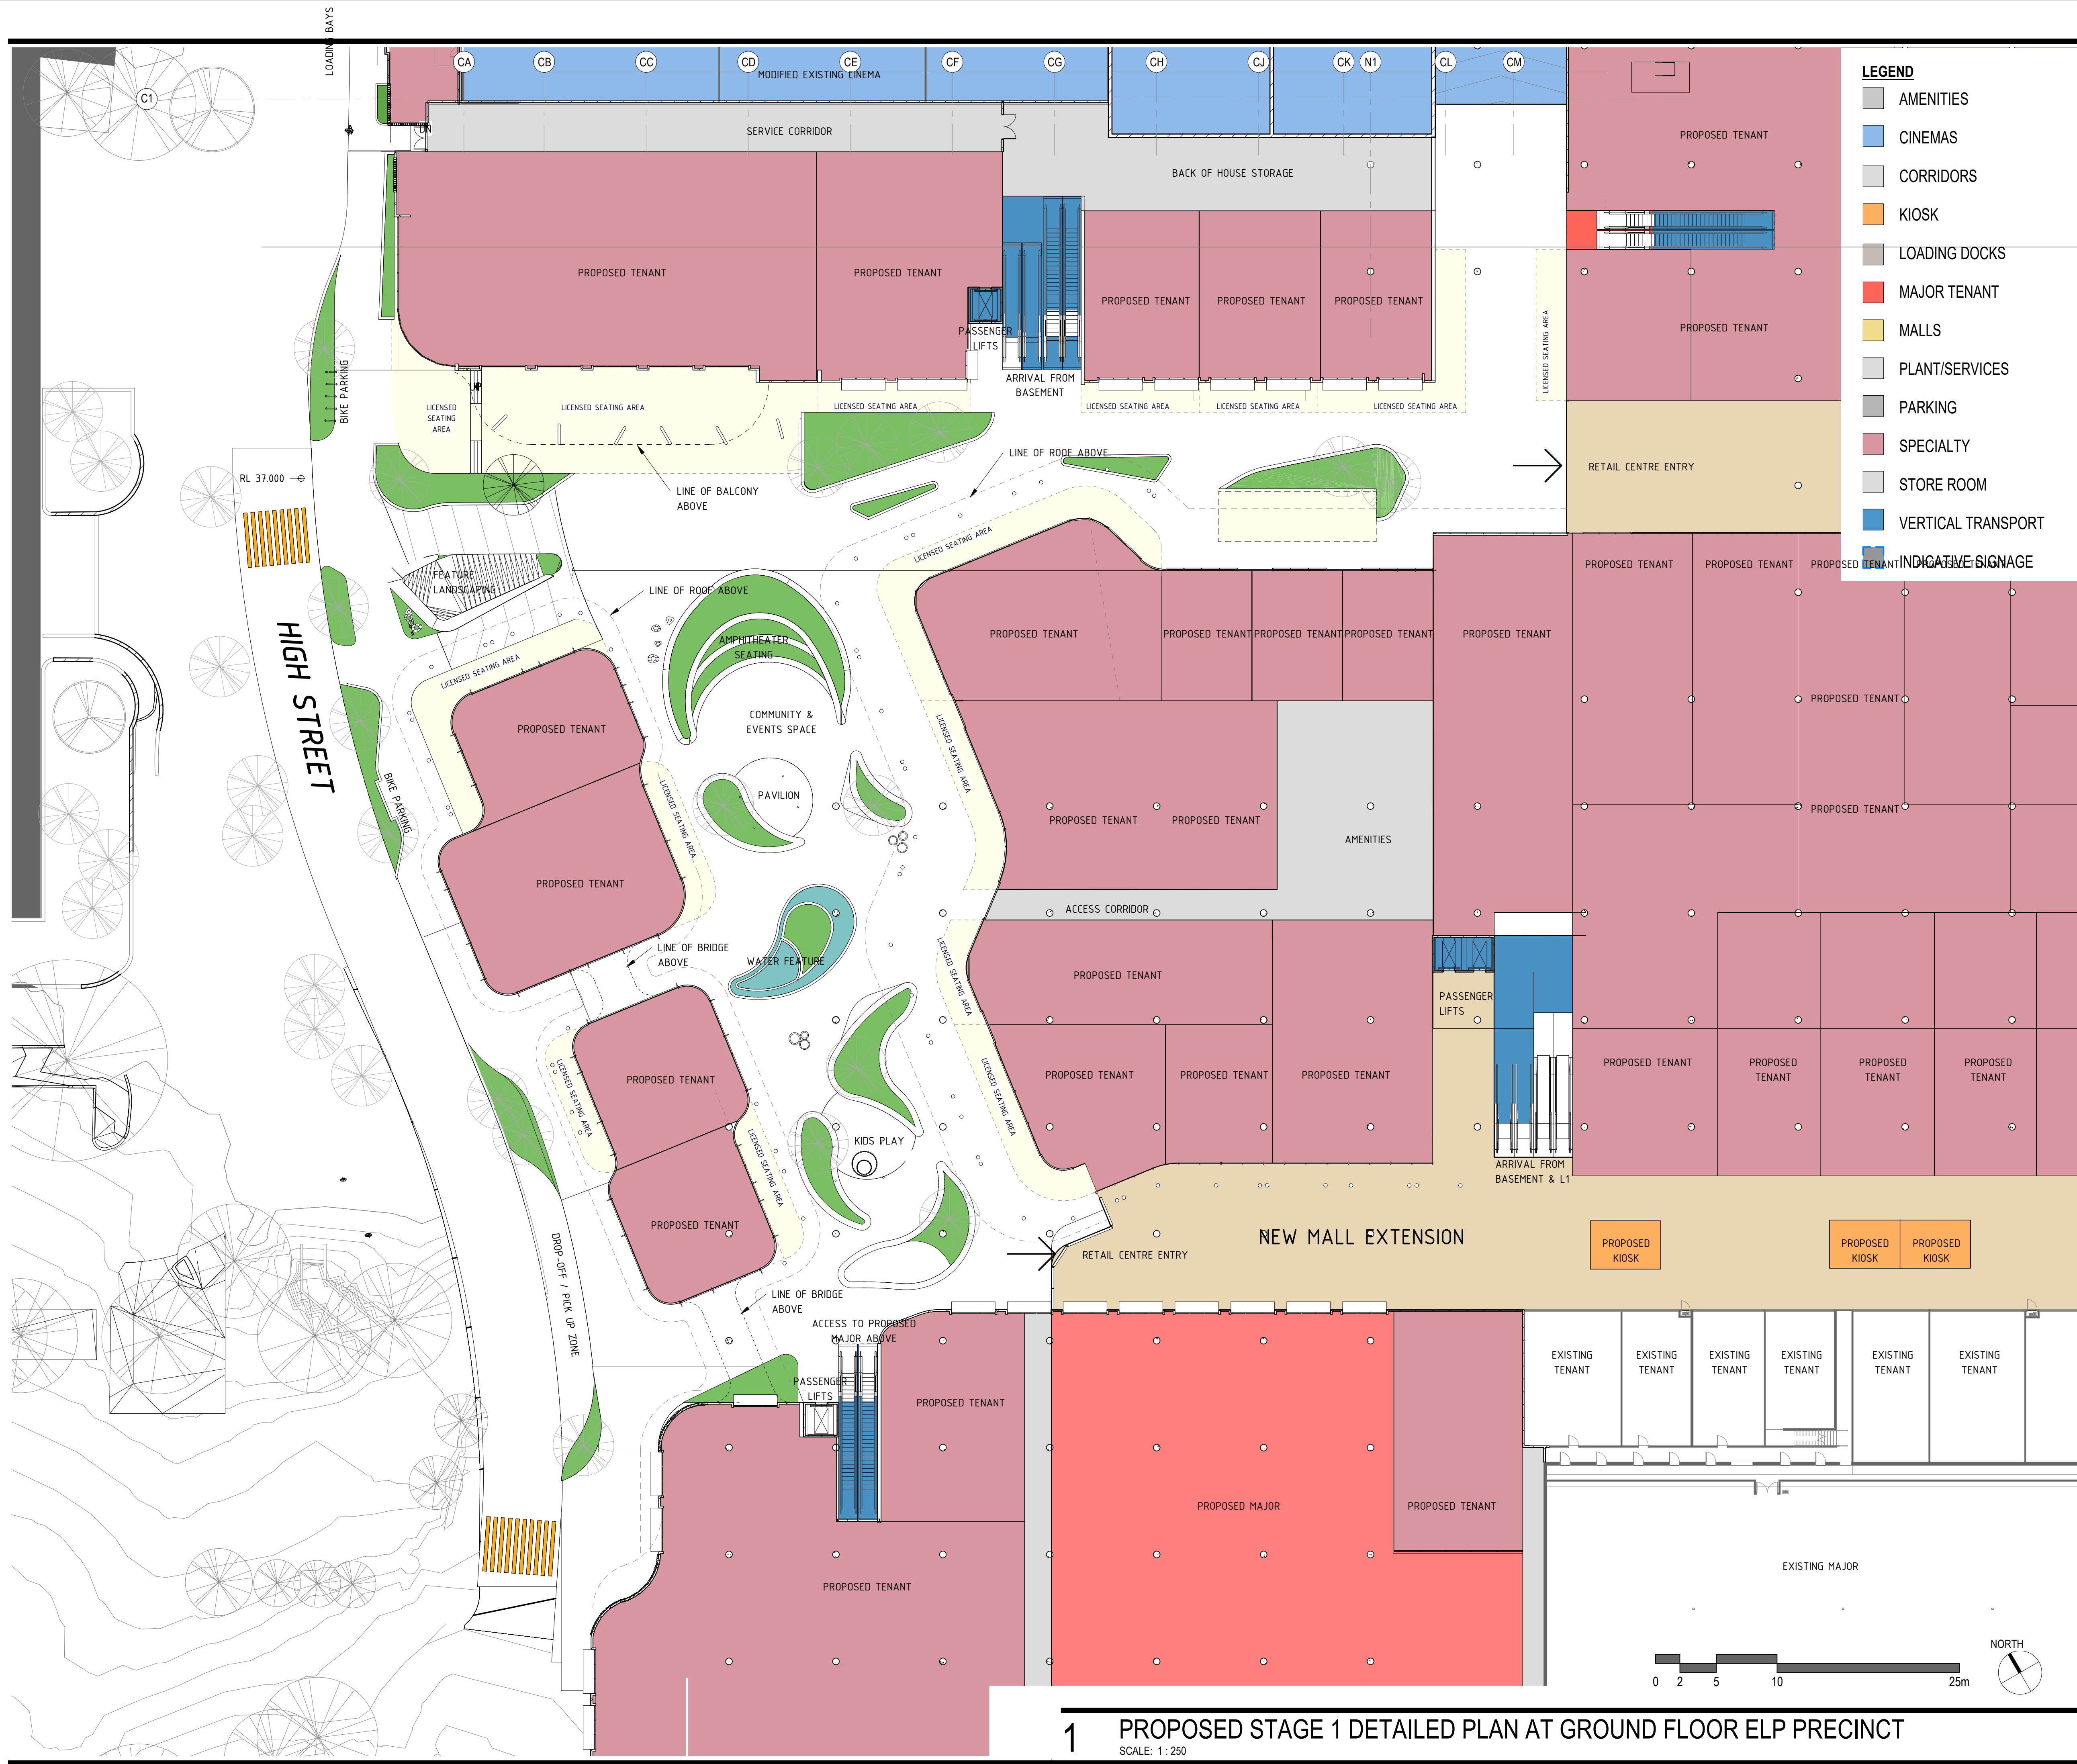 LOADING BAYS
C1
CA
CB
CC
CD
CE
CF
CG
CH
CJ
CK
N1
CL
CM
MODIFIED EXISTING CINEMA
SERVICE CORRIDOR
DN
BACK OF HOUSE STORAGE
PROPOSED TENANT
LEGEND
AMENITIES
CINEMAS
CORRIDORS
KIOSK
LOADING DOCKS
MAJOR TENANT
MALLS
PLANT/SERVICES
PARKING
SPECIALTY
STORE ROOM
VERTICAL TRANSPORT
INDICATIVE SIGNAGE
PROPOSED TENANT
PROPOSED TENANT
PROPOSED TENANT
PROPOSED TENANT
PROPOSED TENANT
PROPOSED TENANT
PASSENGER
LIFTS
ARRIVAL FROM
BASEMENT
LICENSED SEATING AREA
BIKE PARKING
UP
LICENSED
SEATING
AREA
LICENSED SEATING AREA
LICENSED SEATING AREA
LICENSED SEATING AREA
LICENSED SEATING AREA
LICENSED SEATING AREA
LINE OF ROOF ABOVE
RETAIL CENTRE ENTRY
RL 37.000
LINE OF BALCONY
ABOVE
LICENSED SEATING AREA
FEATURE
LANDSCAPING
LINE OF ROOF ABOVE
HIGH STREET
AMPHITHEATER
SEATING
LICENSED SEATING AREA
PROPOSED TENANT
PROPOSED TENANT
PROPOSED TENANT
PROPOSED TENANT
PROPOSED TENANT
PROPOSED TENANT
PROPOSED TENANT
PROPOSED TENANT
PROPOSED TENANT
PROPOSED TENANT
PROPOSED TENANT
COMMUNITY &
EVENTS SPACE
LICENSED SEATING AREA
PROPOSED TENANT
BIKE PARKING
LICENSED SEATING AREA
PAVILION
PROPOSED TENANT
PROPOSED TENANT
PROPOSED TENANT
AMENITIES
PROPOSED TENANT
ACCESS CORRIDOR
LINE OF BRIDGE
ABOVE
WATER FEATURE
LICENSED SEATING AREA
PROPOSED TENANT
PASSENGER
LIFTS
LICENSED SEATING AREA
PROPOSED TENANT
LICENSED SEATING AREA
PROPOSED TENANT
PROPOSED TENANT
PROPOSED TENANT
PROPOSED TENANT
PROPOSED
TENANT
PROPOSED
TENANT
PROPOSED
TENANT
KIDS PLAY
LICENSED SEATING AREA
ARRIVAL FROM
BASEMENT & L1
PROPOSED TENANT
DROP-OFF / PICK UP ZONE
RETAIL CENTRE ENTRY
NEW MALL EXTENSION
PROPOSED
KIOSK
PROPOSED
KIOSK
PROPOSED
KIOSK
LINE OF BRIDGE
ABOVE
ACCESS TO PROPOSED
MAJOR ABOVE
PASSENGER
LIFTS
PROPOSED TENANT
EXISTING
TENANT
EXISTING
TENANT
EXISTING
TENANT
EXISTING
TENANT
EXISTING
TENANT
EXISTING
TENANT
PROPOSED MAJOR
PROPOSED TENANT
PROPOSED TENANT
EXISTING MAJOR
NORTH
0 2 5 10 25m
1 PROPOSED STAGE 1 DETAILED PLAN AT GROUND FLOOR ELP PRECINCT
SCALE: 1 : 250